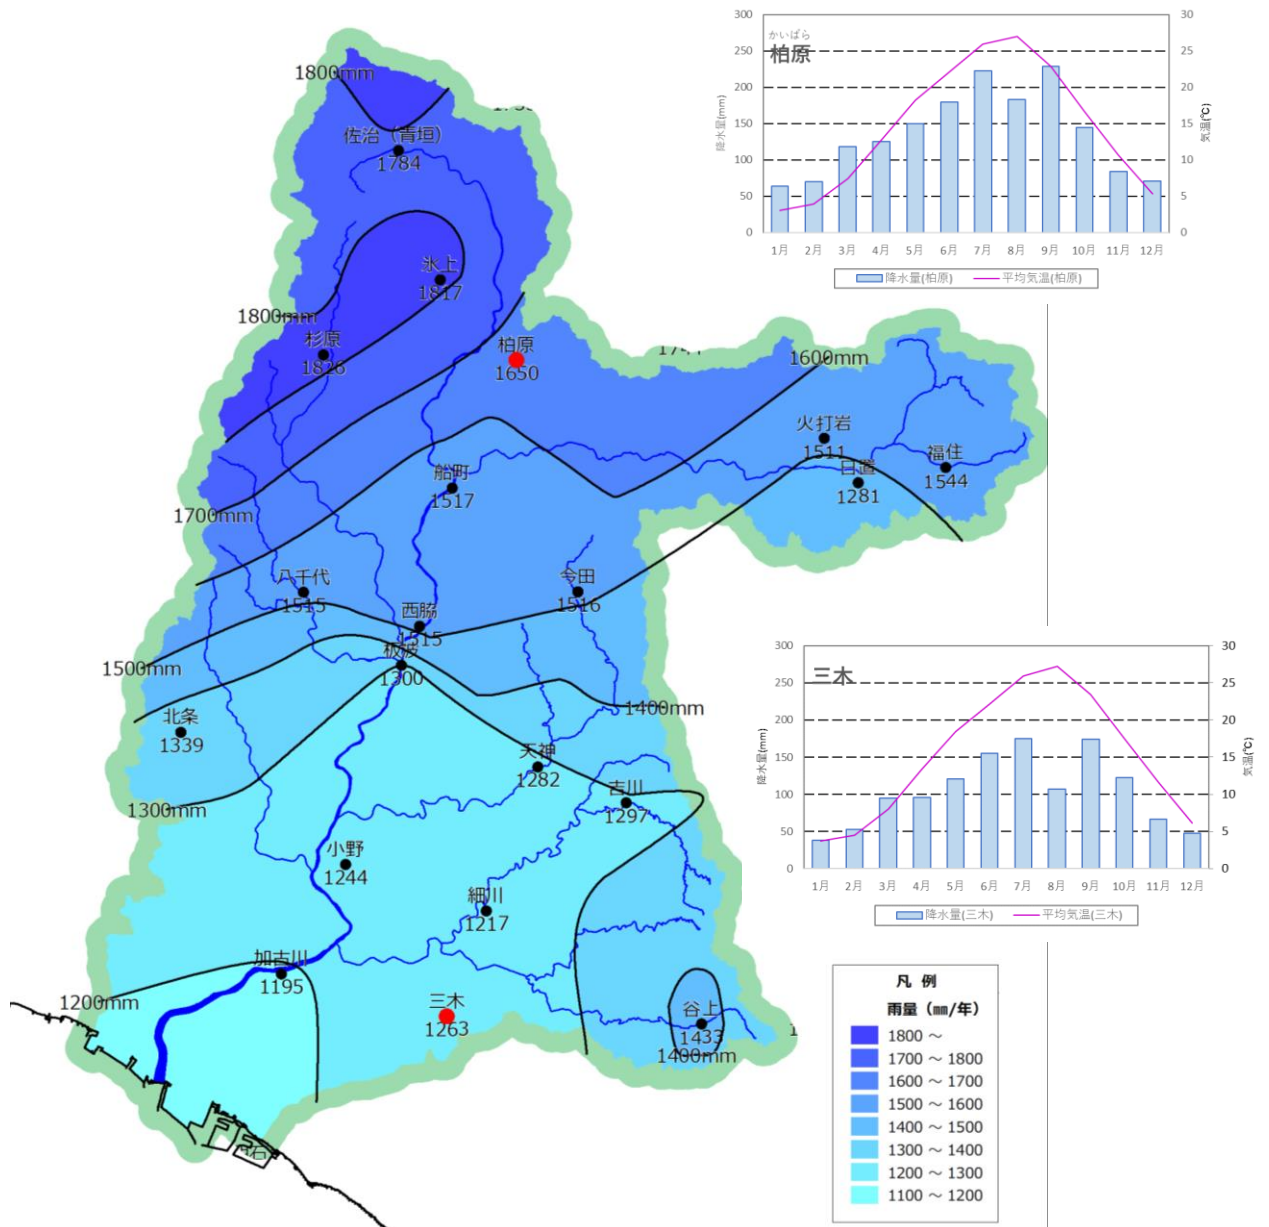 1800mm
佐治（青垣）
1784
氷上
1817
1800mm
杉原
1826
柏原
1650
1600mm
火打岩
1511
日置
1281
福住
1544
船町
1517
1700mm
八千代
1515
今田
1516
西脇
1515
板波
1300
1500mm
北条
1339
1400mm
天神
1282
吉川
1297
1300mm
小野
1244
細川
1217
加古川
1195
1200mm
三木
1263
谷上
1433
1400mm
かいばら
柏原
降水量(mm)
気温(℃)
300
250
200
150
100
50
0
30
25
20
15
10
5
0
1月 2月 3月 4月 5月 6月 7月 8月 9月 10月 11月 12月
降水量(柏原) 平均気温(柏原)
三木
降水量(mm)
気温(℃)
300
250
200
150
100
50
0
30
25
20
15
10
5
0
1月 2月 3月 4月 5月 6月 7月 8月 9月 10月 11月 12月
降水量(三木) 平均気温(三木)
凡 例
雨量（㎜/年）
1800 ～
1700 ～ 1800
1600 ～ 1700
1500 ～ 1600
1400 ～ 1500
1300 ～ 1400
1200 ～ 1300
1100 ～ 1200